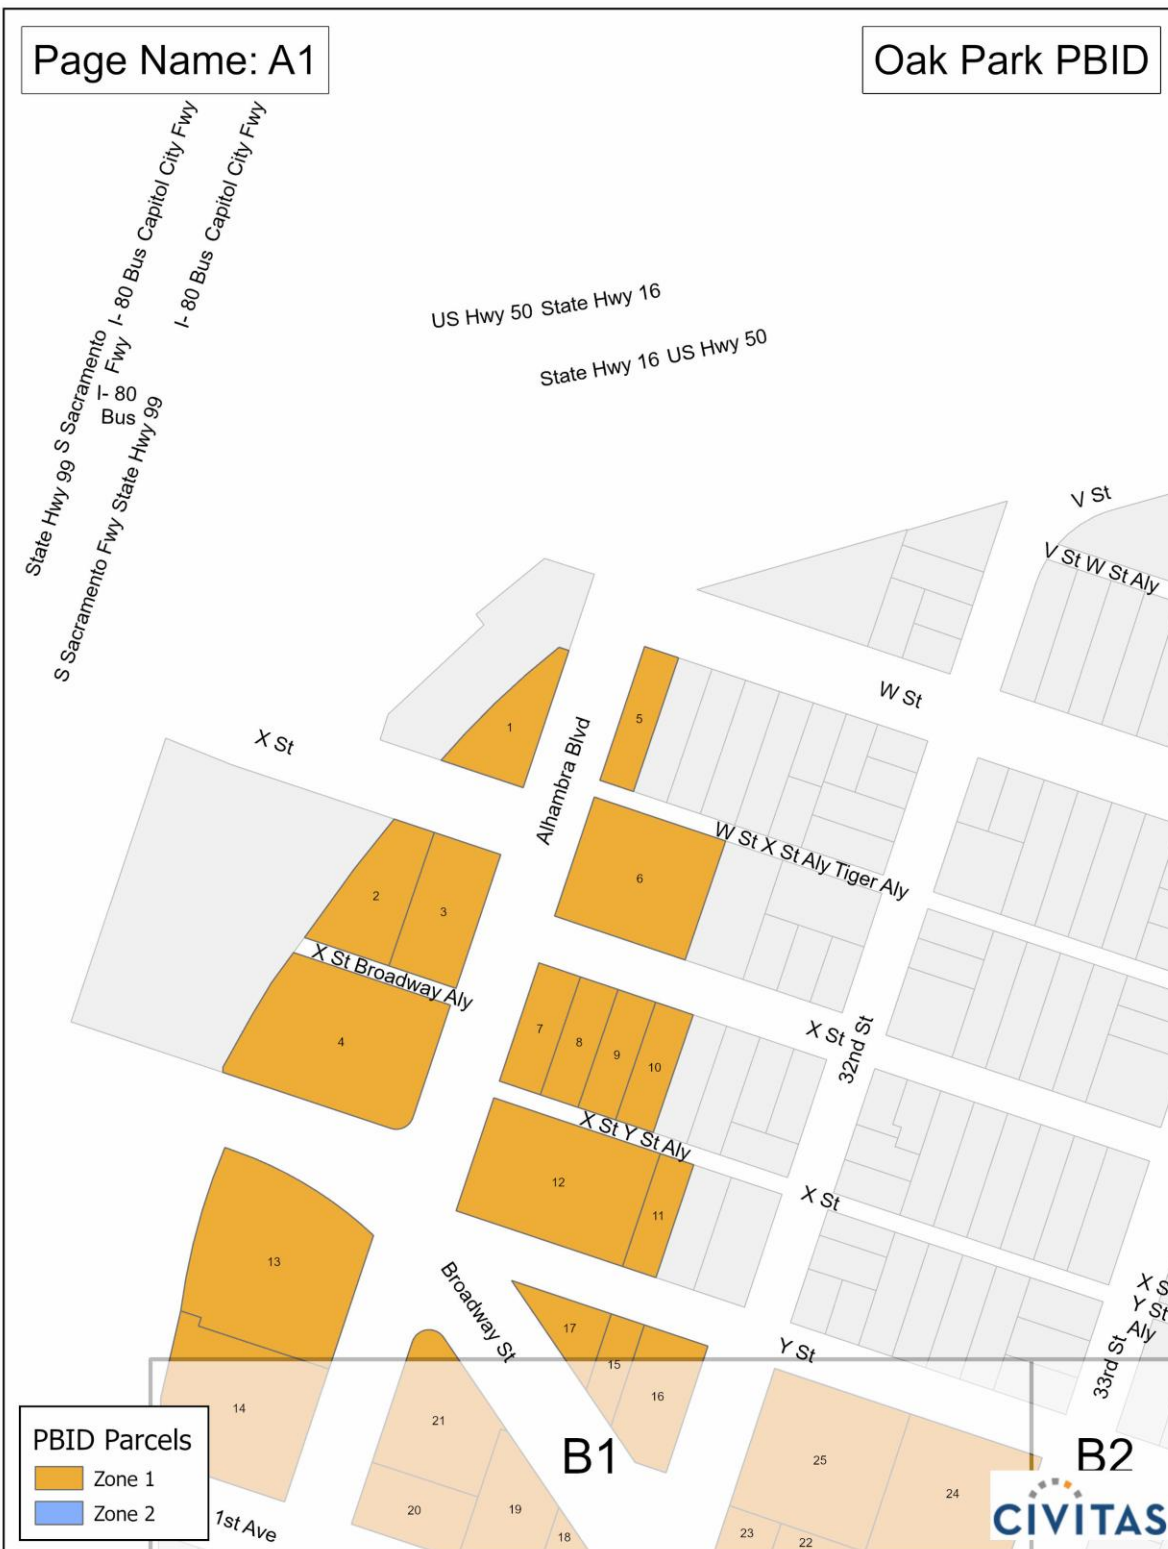 Page Name: A1
Oak Park PBID
I- 80 Bus Capitol City Fwy
I- 80 Bus Capitol City Fwy
S Sacramento
Fwy
I- 80
Bus
State Hwy 99
S Sacramento Fwy State Hwy 99
US Hwy 50 State Hwy 16
State Hwy 16 US Hwy 50
V St
V St W St Aly
W St
X St
1
Alhambra Blvd
5
W St X St Aly Tiger Aly
6
2
3
X St Broadway Aly
4
7
8
9
10
X St
32nd St
X St Y St Aly
12
11
X St
13
Broadway St
17
15
16
Y St
33rd St
X S
Y St
Aly
14
21
20
19
18
B1
25
24
23
22
B2
1st Ave
PBID Parcels
Zone 1
Zone 2
CIVITAS